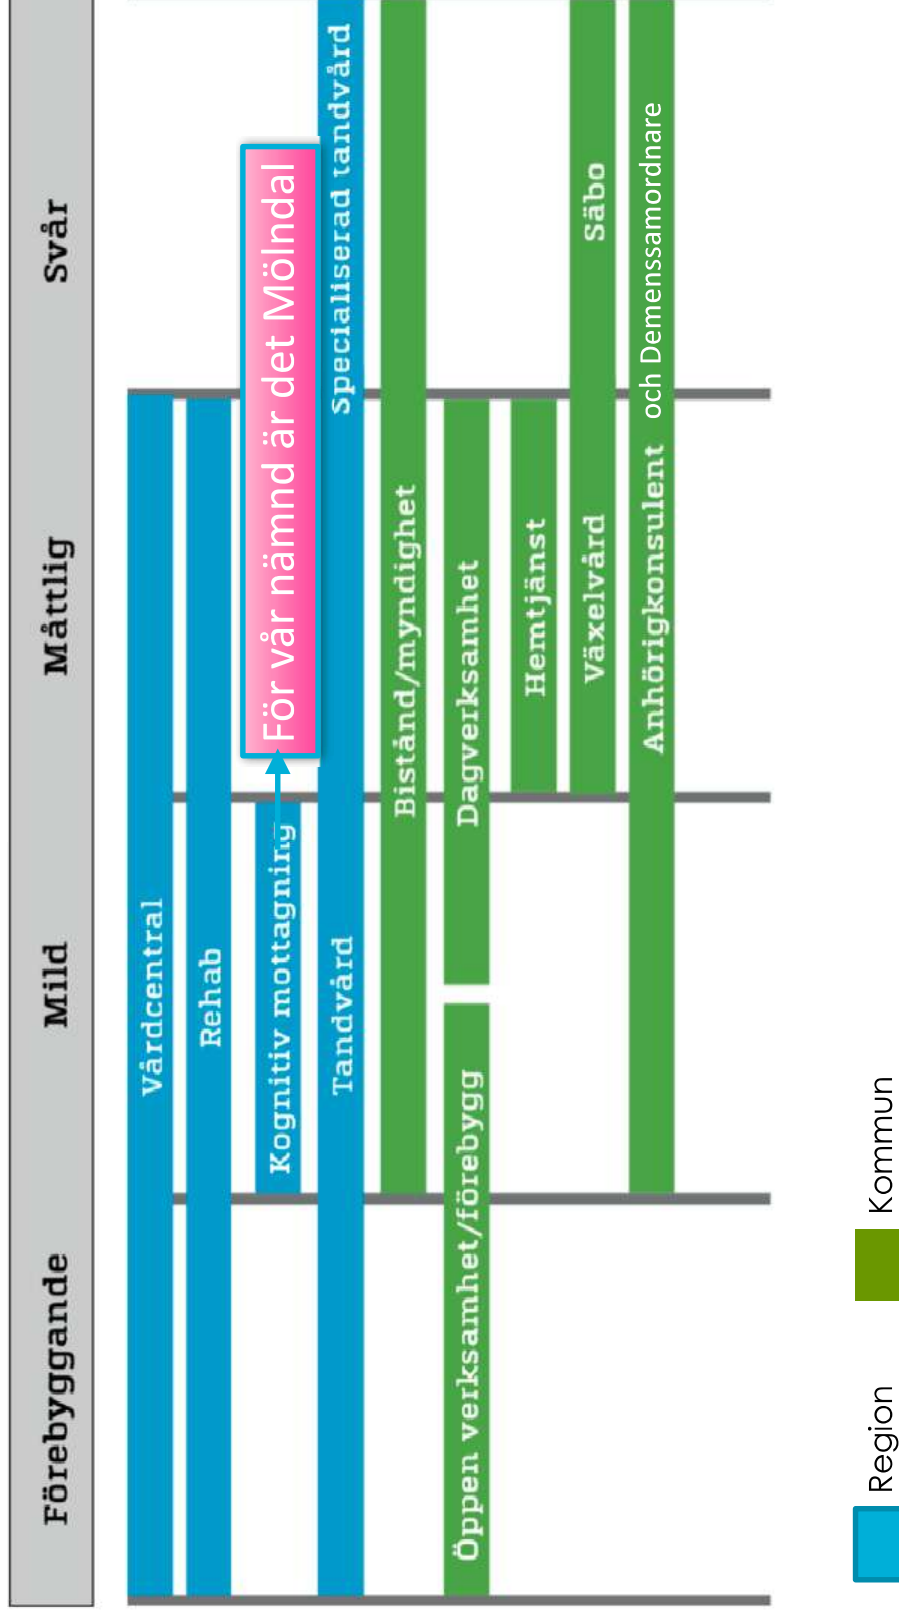 Förebyggande Mild Måttlig Svår
Vårdcentral
Rehab
Kognitiv mottagning
För vår nämnd är det Mölndal
Tandvård Specialiserad tandvård
Bistånd/myndighet
Öppen verksamhet/förebygg Dagverksamhet
Hemtjänst
Växelvård Säbo
Anhörigkonsulent och Demenssamordnare
Region Kommun